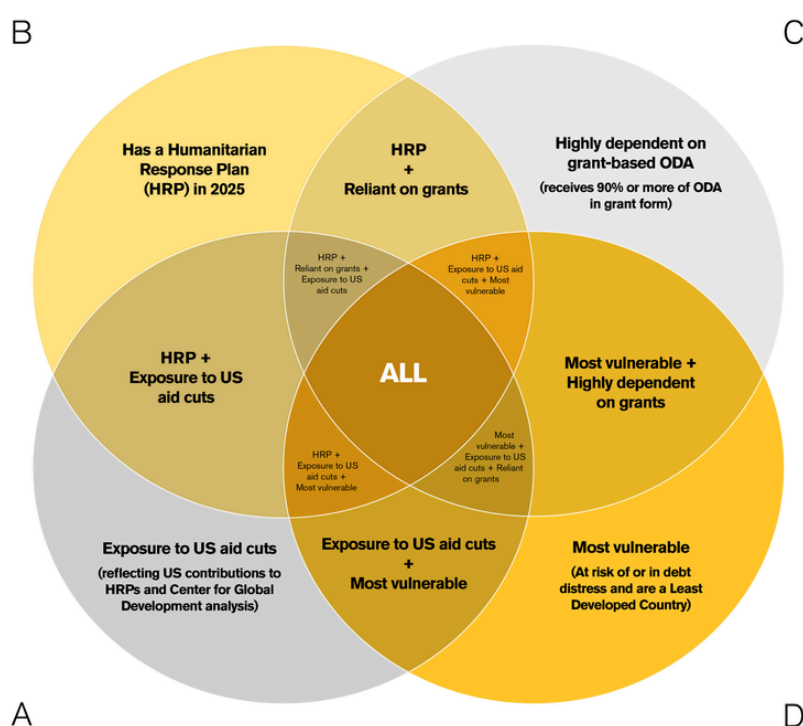 B
C
Has a Humanitarian
Response Plan
(HRP) in 2025
HRP
+
Reliant on grants
Highly dependent on
grant-based ODA
(receives 90% or more of ODA
in grant form)
HRP +
Reliant on grants +
Exposure to US
aid cuts
HRP +
Exposure to US aid
cuts + Most
vulnerable
HRP +
Exposure to US
aid cuts
ALL
Most vulnerable +
Highly dependent
on grants
HRP +
Exposure to US
aid cuts +
Most vulnerable
Most
vulnerable +
Exposure to US
aid cuts + Reliant
on grants
Exposure to US aid cuts
(reflecting US contributions to
HRPs and Center for Global
Development analysis)
Exposure to US aid cuts
+
Most vulnerable
Most vulnerable
(At risk of or in debt
distress and are a Least
Developed Country)
A
D